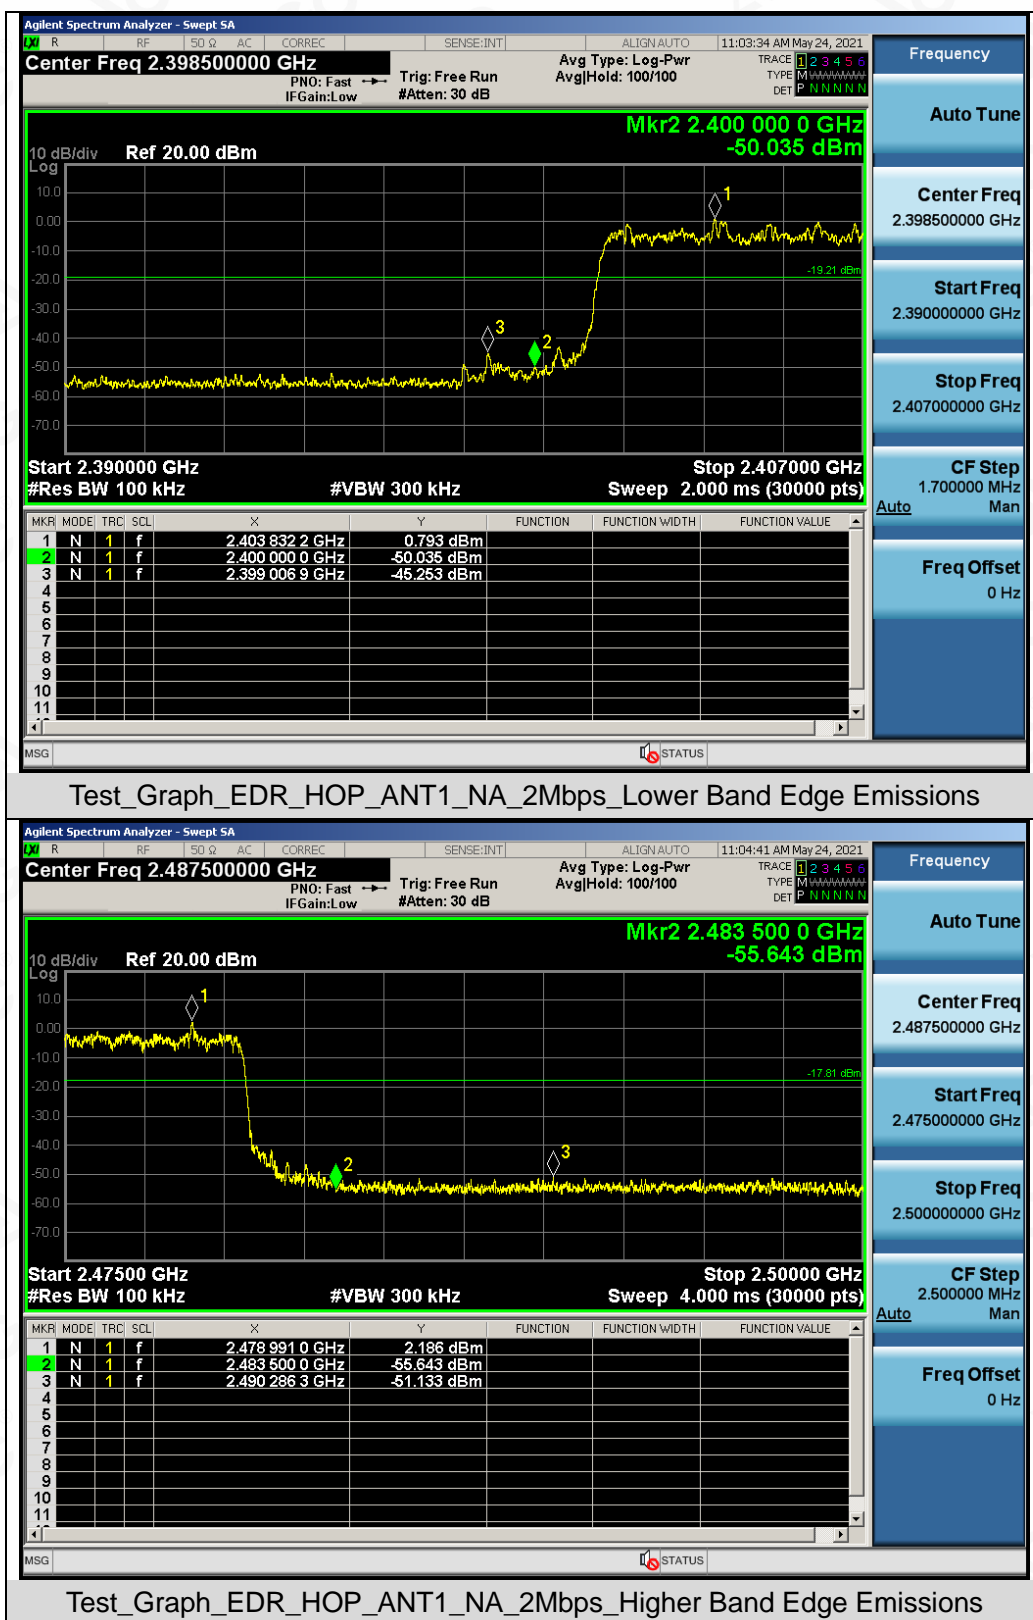 Agilent Spectrum Analyzer - Swept SA
LXI R RF 50 Ω AC CORREC SENSE:INT ALIGN AUTO 11:03:34 AM May 24, 2021
Center Freq 2.398500000 GHz
PNO: Fast
IFGain:Low
Trig: Free Run
#Atten: 30 dB
Avg Type: Log-Pwr
Avg|Hold: 100/100
TRACE 1 2 3 4 5 6
TYPE M
DET P N N N N N
Frequency
Auto Tune
Mkr2 2.400 000 0 GHz
-50.035 dBm
10 dB/div Ref 20.00 dBm
Log
10.0
0.00
-10.0
-20.0
-30.0
-40.0
-50.0
-60.0
-70.0
1
2
3
-19.21 dBm
Start 2.390000 GHz Stop 2.407000 GHz
#Res BW 100 kHz #VBW 300 kHz Sweep 2.000 ms (30000 pts)
Center Freq
2.398500000 GHz
Start Freq
2.390000000 GHz
Stop Freq
2.407000000 GHz
CF Step
1.700000 MHz
Auto Man
Freq Offset
0 Hz
MKR MODE TRC SCL X Y FUNCTION FUNCTION WIDTH FUNCTION VALUE
1 N 1 f 2.403 832 2 GHz 0.793 dBm
2 N 1 f 2.400 000 0 GHz -50.035 dBm
3 N 1 f 2.399 006 9 GHz -45.253 dBm
4
5
6
7
8
9
10
11
MSG STATUS
Test_Graph_EDR_HOP_ANT1_NA_2Mbps_Lower Band Edge Emissions
Agilent Spectrum Analyzer - Swept SA
LXI R RF 50 Ω AC CORREC SENSE:INT ALIGN AUTO 11:04:41 AM May 24, 2021
Center Freq 2.487500000 GHz
PNO: Fast
IFGain:Low
Trig: Free Run
#Atten: 30 dB
Avg Type: Log-Pwr
Avg|Hold: 100/100
TRACE 1 2 3 4 5 6
TYPE M
DET P N N N N N
Frequency
Auto Tune
Mkr2 2.483 500 0 GHz
-55.643 dBm
10 dB/div Ref 20.00 dBm
Log
10.0
0.00
-10.0
-20.0
-30.0
-40.0
-50.0
-60.0
-70.0
1
2
3
-17.81 dBm
Start 2.47500 GHz Stop 2.50000 GHz
#Res BW 100 kHz #VBW 300 kHz Sweep 4.000 ms (30000 pts)
Center Freq
2.487500000 GHz
Start Freq
2.475000000 GHz
Stop Freq
2.500000000 GHz
CF Step
2.500000 MHz
Auto Man
Freq Offset
0 Hz
MKR MODE TRC SCL X Y FUNCTION FUNCTION WIDTH FUNCTION VALUE
1 N 1 f 2.478 991 0 GHz 2.186 dBm
2 N 1 f 2.483 500 0 GHz -55.643 dBm
3 N 1 f 2.490 286 3 GHz -51.133 dBm
4
5
6
7
8
9
10
11
MSG STATUS
Test_Graph_EDR_HOP_ANT1_NA_2Mbps_Higher Band Edge Emissions